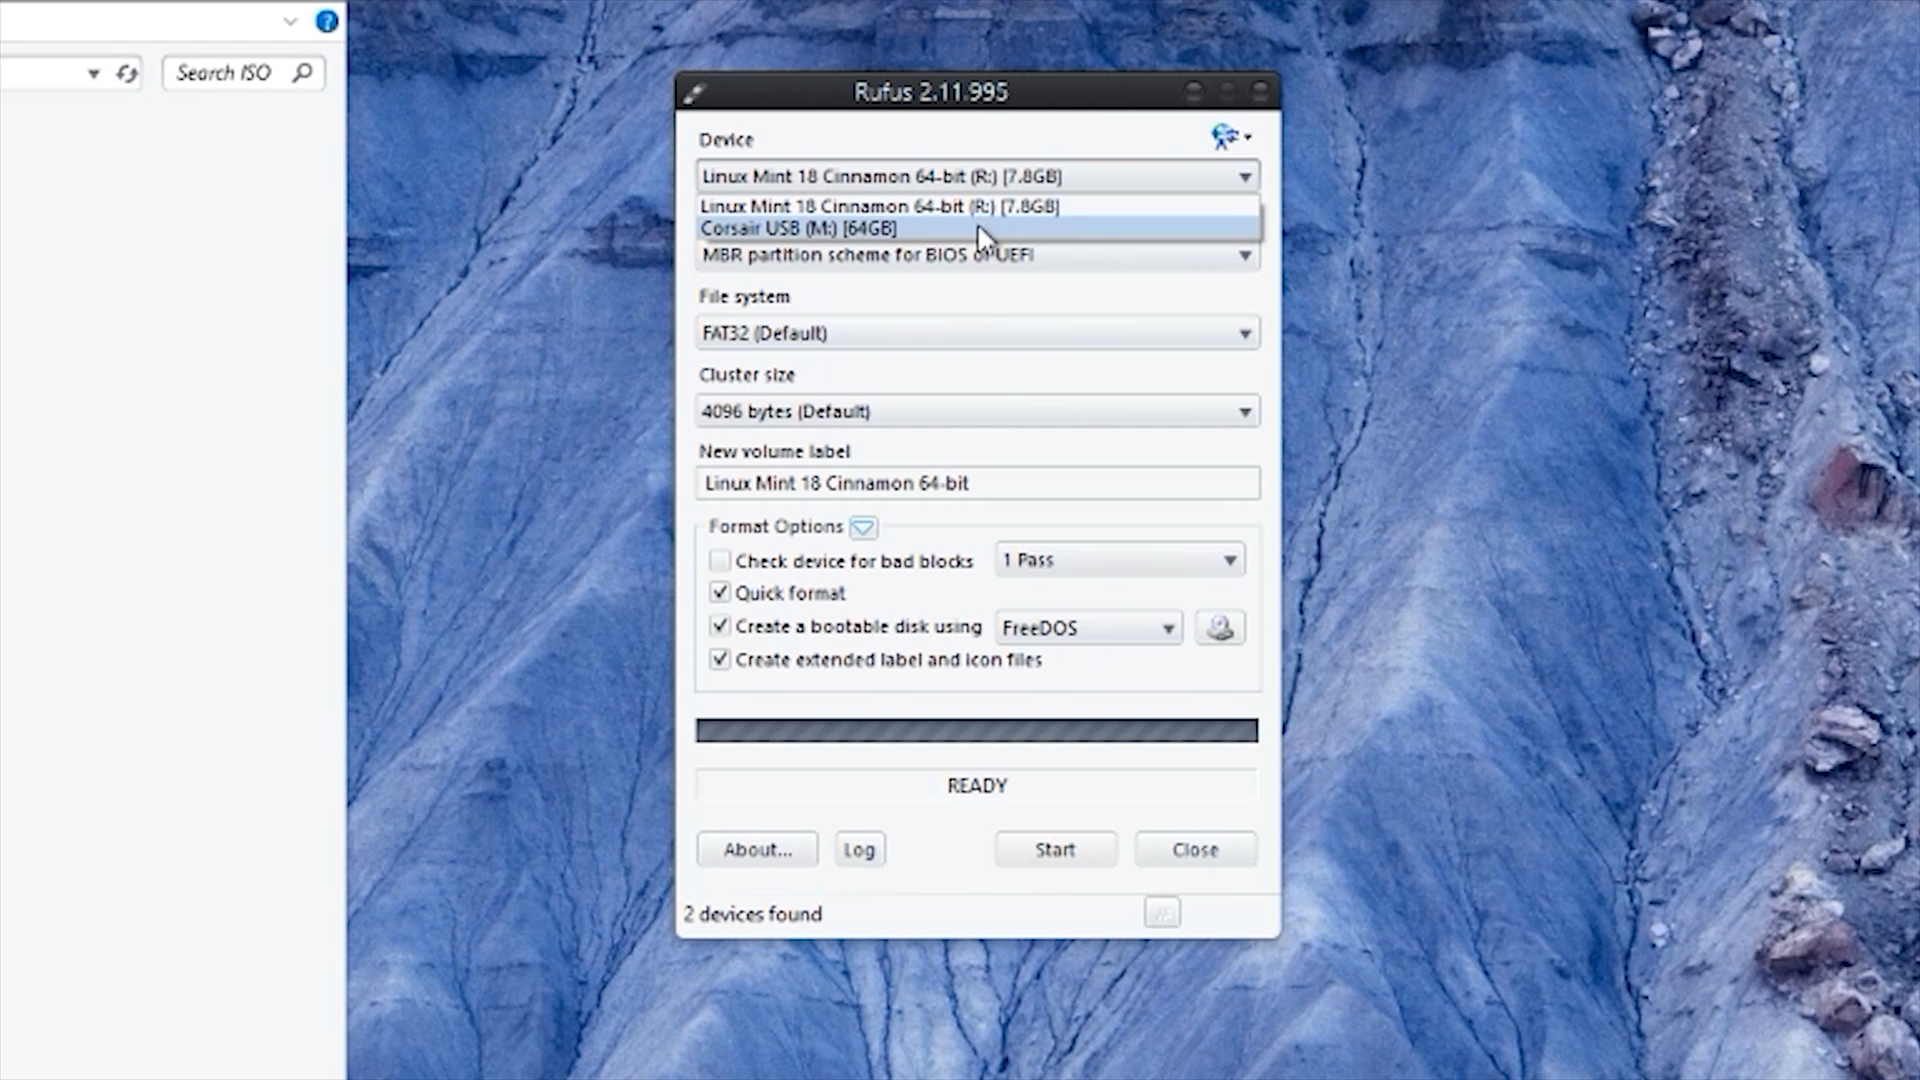 Search ISO
Rufus 2.11.995
Device
Linux Mint 18 Cinnamon 64-bit (R:) [7.8GB]
Linux Mint 18 Cinnamon 64-bit (R:) [7.8GB]
Corsair USB (M:) [64GB]
MBR partition scheme for BIOS or UEFI
File system
FAT32 (Default)
Cluster size
4096 bytes (Default)
New volume label
Linux Mint 18 Cinnamon 64-bit
Format Options
Check device for bad blocks 1 Pass
Quick format
Create a bootable disk using FreeDOS
Create extended label and icon files
READY
About... Log Start Close
2 devices found